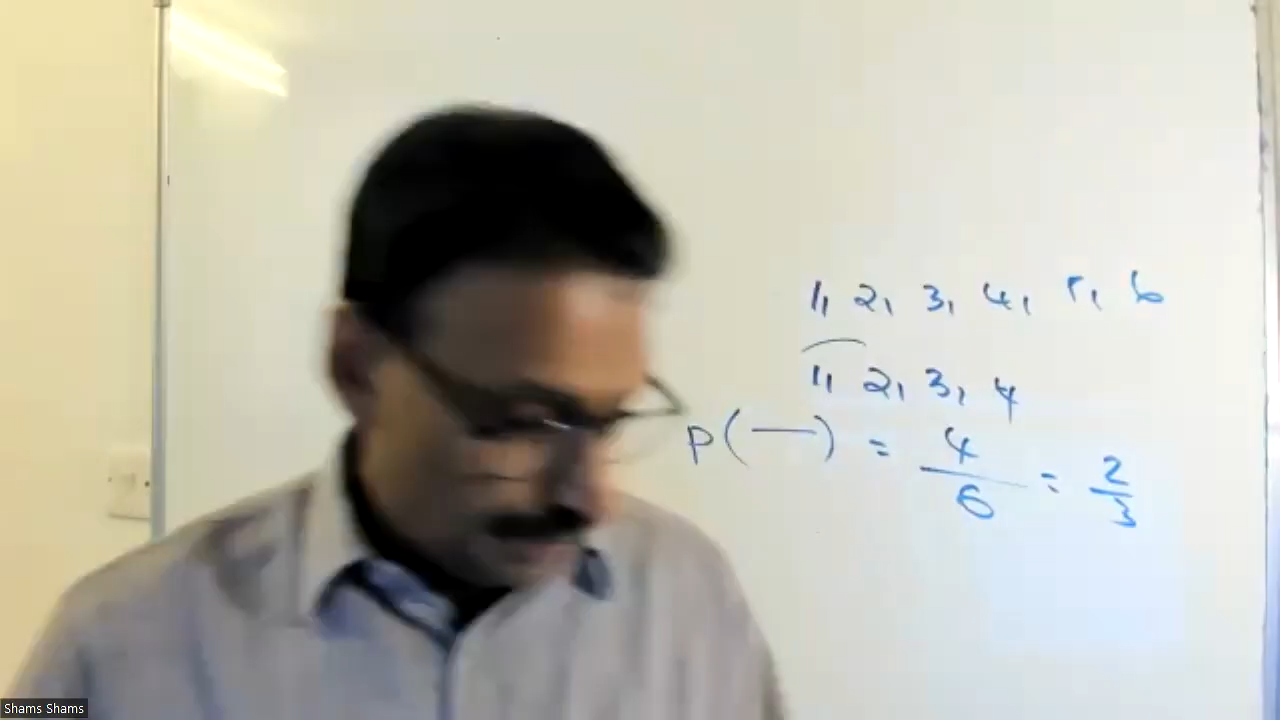 1, 2, 3, 4, 5, 6
1, 2, 3, 4
P(—) = 4/6 = 2/3
Shams Shams